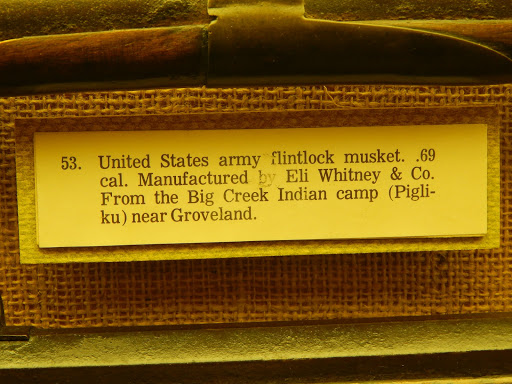 53. United States army flintlock musket. .69
cal. Manufactured by Eli Whitney & Co.
From the Big Creek Indian camp (Pigli-
ku) near Groveland.